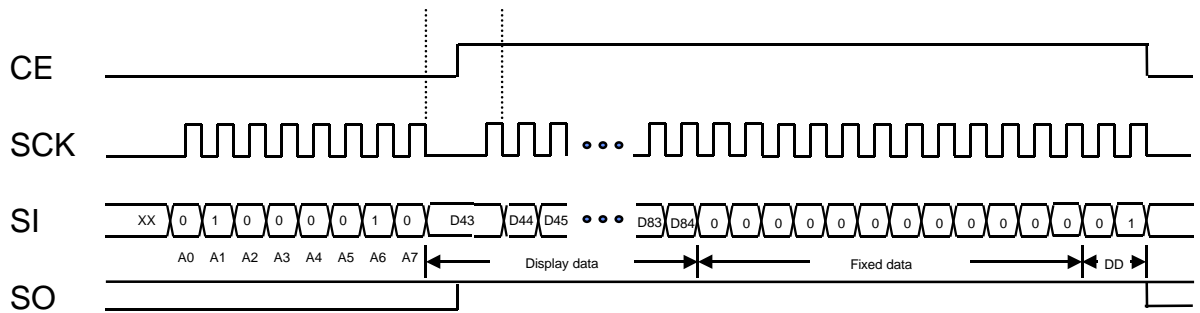 CE
SCK
SI XX 0 1 0 0 0 0 1 0 D43 D44 D45 D83 D84 0 0 0 0 0 0 0 0 0 0 0 0 0 1
A0 A1 A2 A3 A4 A5 A6 A7 Display data Fixed data DD
SO